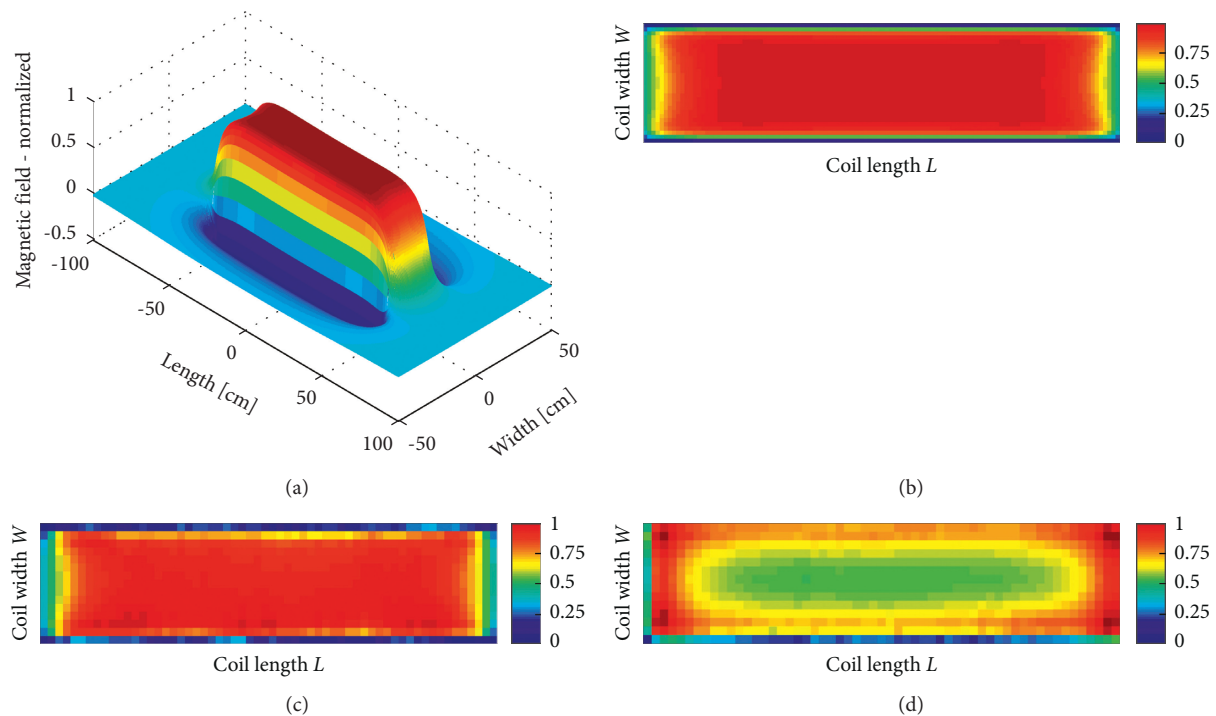 Magnetic field - normalized
1
0.5
0
-0.5
-100
-50
0
50
100
Length [cm]
-50
0
50
Width [cm]
(a)
Coil width W
Coil length L
0.75
0.5
0.25
0
(b)
Coil width W
Coil length L
1
0.75
0.5
0.25
0
(c)
Coil width W
Coil length L
1
0.75
0.5
0.25
0
(d)